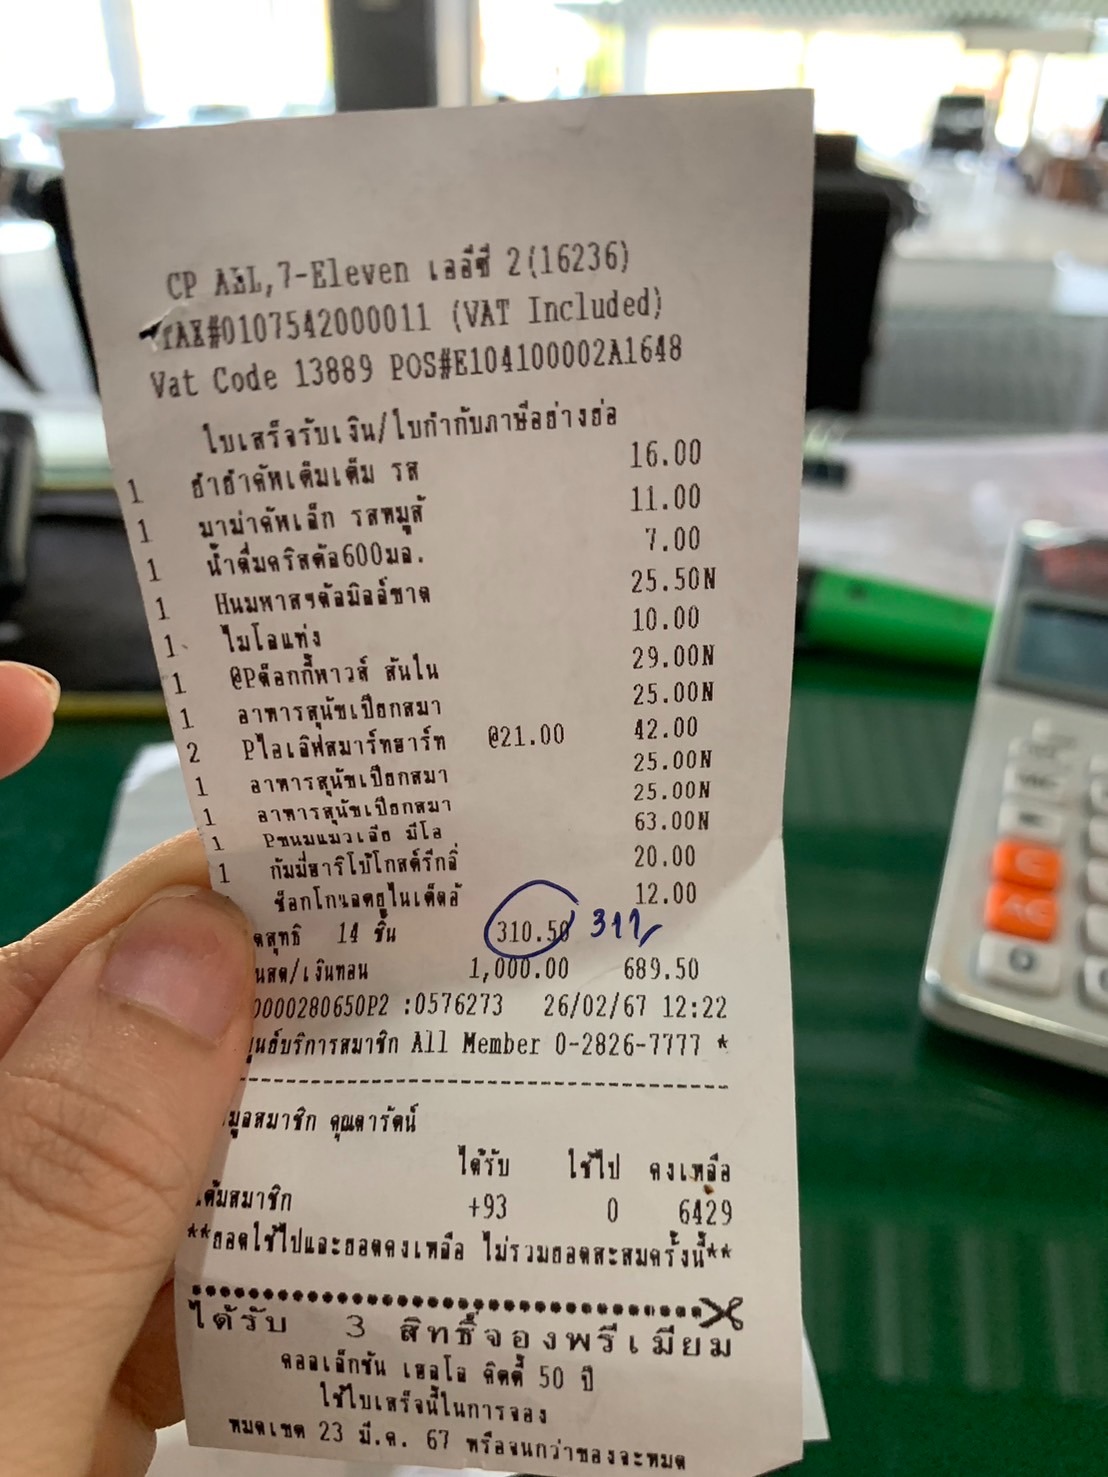 CP ALL,7-Eleven เออีซี 2(16236)
TAX#0107542000011 (VAT Included)
Vat Code 13889 POS#E104100002A1648
ใบเสร็จรับเงิน/ใบกำกับภาษีอย่างย่อ
1 ยำยำคัพเต็มเต็ม รส 16.00
1 มาม่าคัพเล็ก รสหมูสั 11.00
1 น้ำดื่มคริสตัล600มล. 7.00
1 Hนมพาสฯดัลมิลล์ขาด 25.50N
1 ไมโลแท่ง 10.00
1 @Pด็อกกี้พาวส์ สันใน 29.00N
1 อาหารสุนัขเปียกสมา 25.00N
2 Pไอเลิฟสมาร์ทฮาร์ท @21.00 42.00
1 อาหารสุนัขเปียกสมา 25.00N
1 อาหารสุนัขเปียกสมา 25.00N
1 Pขนมแมวเลีย มีโอ 63.00N
1 กัมมี่ฮาริโบ้โกลด์รีกลี่ 20.00
ช็อกโกแลตยูไนเต็ดอั 12.00
ดสุทธิ 14 ชิ้น 310.50 311
นสด/เงินทอน 1,000.00 689.50
0000280650P2 :0576273 26/02/67 12:22
ูนย์บริการสมาชิก All Member 0-2826-7777 *
มูลสมาชิก คุณดารัตน์
ได้รับ ใช้ไป คงเหลือ
แต้มสมาชิก +93 0 6429
**ยอดใช้ไปและยอดคงเหลือ ไม่รวมยอดสะสมครั้งนี้**
ได้รับ 3 สิทธิ์จองพรีเมียม
คอลเล็กชัน เฮลโล คิตตี้ 50 ปี
ใช้ใบเสร็จนี้ในการจอง
หมดเขต 23 มี.ค. 67 หรือจนกว่าของจะหมด